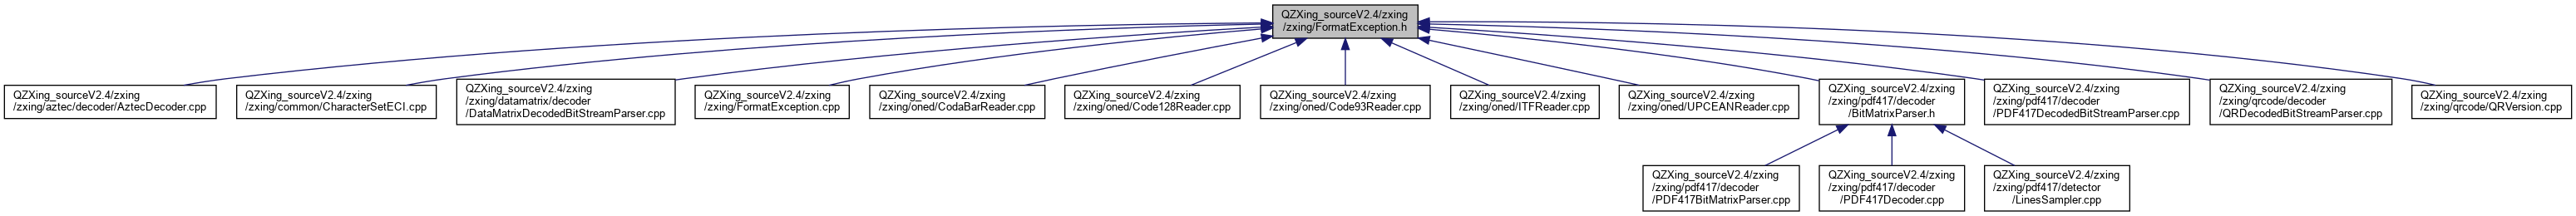 QZXing_sourceV2.4/zxing
/zxing/FormatException.h
QZXing_sourceV2.4/zxing
/zxing/aztec/decoder/AztecDecoder.cpp
QZXing_sourceV2.4/zxing
/zxing/common/CharacterSetECI.cpp
QZXing_sourceV2.4/zxing
/zxing/datamatrix/decoder
/DataMatrixDecodedBitStreamParser.cpp
QZXing_sourceV2.4/zxing
/zxing/FormatException.cpp
QZXing_sourceV2.4/zxing
/zxing/oned/CodaBarReader.cpp
QZXing_sourceV2.4/zxing
/zxing/oned/Code128Reader.cpp
QZXing_sourceV2.4/zxing
/zxing/oned/Code93Reader.cpp
QZXing_sourceV2.4/zxing
/zxing/oned/ITFReader.cpp
QZXing_sourceV2.4/zxing
/zxing/oned/UPCEANReader.cpp
QZXing_sourceV2.4/zxing
/zxing/pdf417/decoder
/BitMatrixParser.h
QZXing_sourceV2.4/zxing
/zxing/pdf417/decoder
/PDF417DecodedBitStreamParser.cpp
QZXing_sourceV2.4/zxing
/zxing/qrcode/decoder
/QRDecodedBitStreamParser.cpp
QZXing_sourceV2.4/zxing
/zxing/qrcode/QRVersion.cpp
QZXing_sourceV2.4/zxing
/zxing/pdf417/decoder
/PDF417BitMatrixParser.cpp
QZXing_sourceV2.4/zxing
/zxing/pdf417/decoder
/PDF417Decoder.cpp
QZXing_sourceV2.4/zxing
/zxing/pdf417/detector
/LinesSampler.cpp